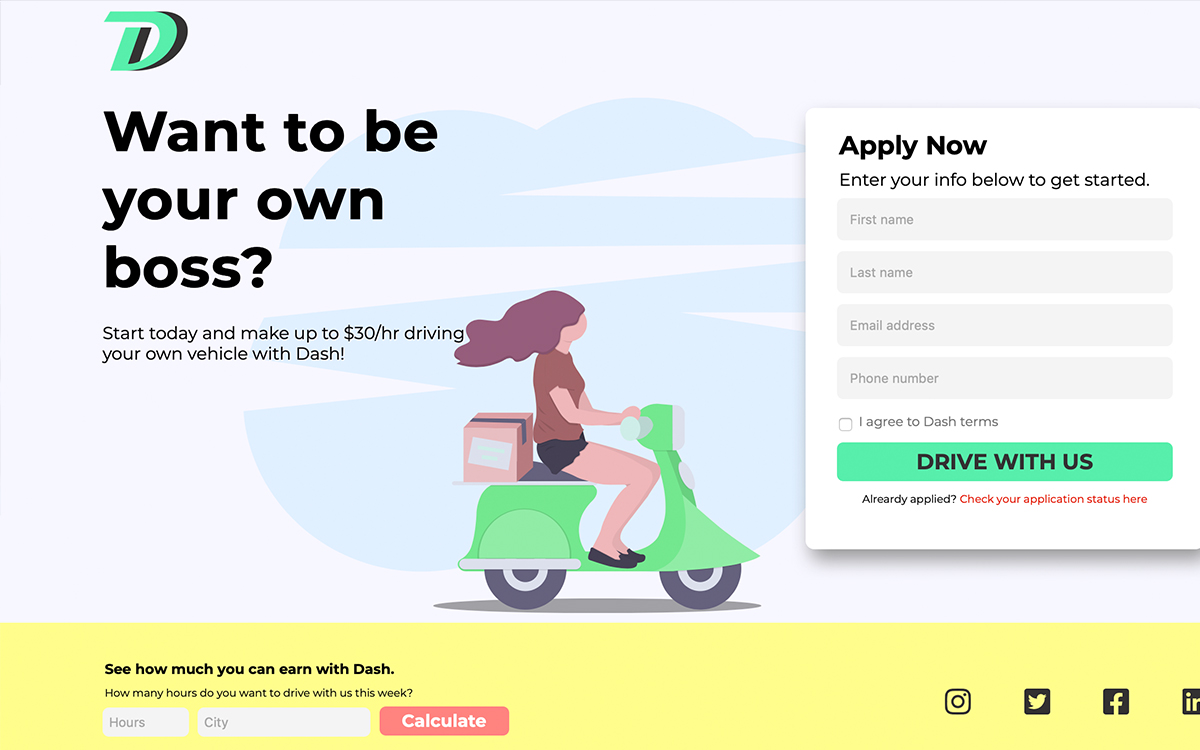 Want to be
your own
boss?
Start today and make up to $30/hr driving
your own vehicle with Dash!
Apply Now
Enter your info below to get started.
First name
Last name
Email address
Phone number
I agree to Dash terms
DRIVE WITH US
Alreardy applied? Check your application status here
See how much you can earn with Dash.
How many hours do you want to drive with us this week?
Hours City Calculate